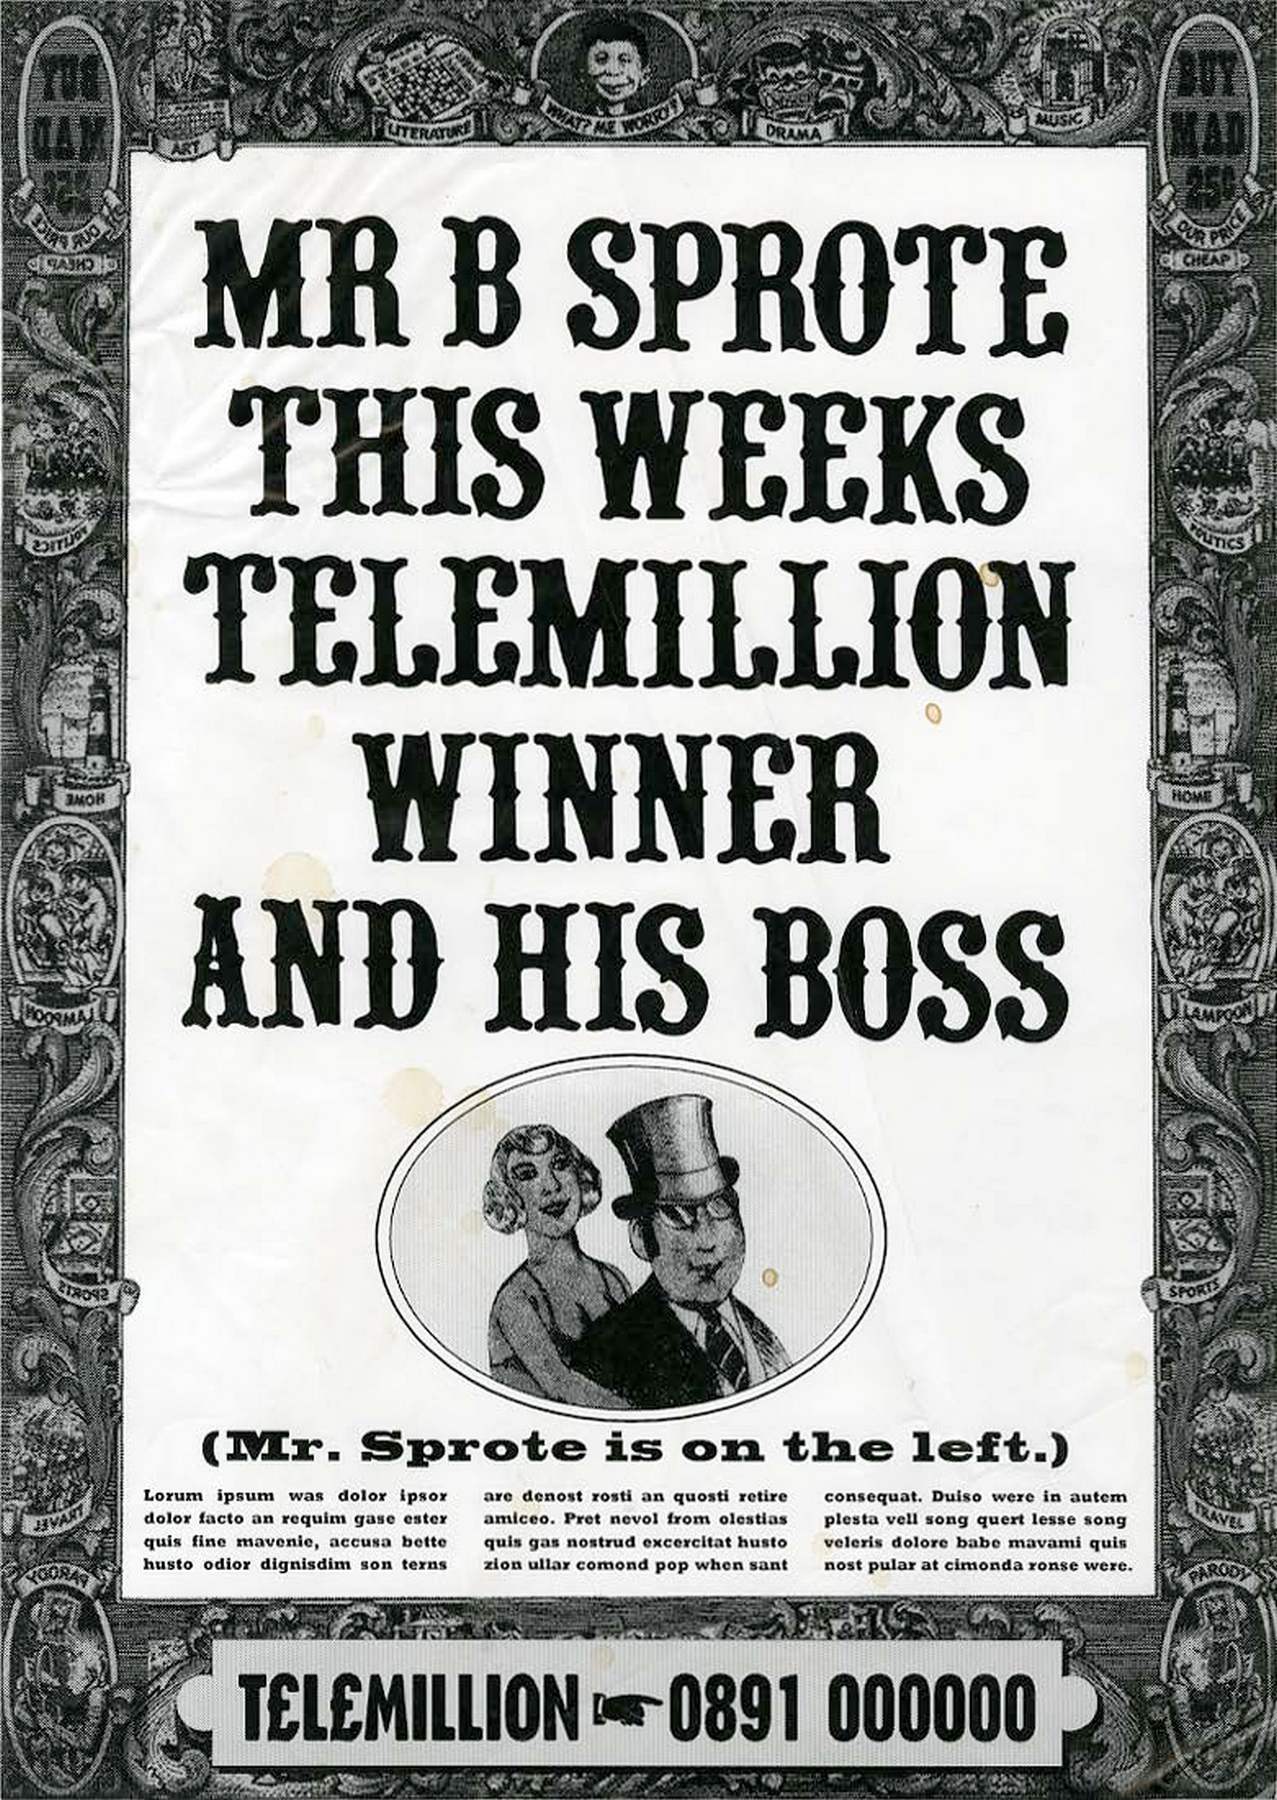 BUY
MAD
25¢
OUR PRICE
CHEAP
ART
LITERATURE
WHAT? ME WORRY?
DRAMA
MUSIC
BUY
MAD
25¢
OUR PRICE
CHEAP
MR B SPROTE
THIS WEEKS
TELEMILLION
WINNER
AND HIS BOSS
(Mr. Sprote is on the left.)
Lorum ipsum was dolor ipsor
dolor facto an requim gase ester
quis fine mavenie, accusa bette
husto odior dignisdim son terns
are denost rosti an quosti retire
amiceo. Pret nevol from olestias
quis gas nostrud excercitat husto
zion ullar comond pop when sant
consequat. Duiso were in autem
plesta vell song quert lesse song
veleris dolore babe mavami quis
nost pular at cimonda ronse were.
POLITICS
HOME
LAMPOON
SPORTS
TRAVEL
PARODY
POLITICS
HOME
LAMPOON
SPORTS
TRAVEL
PARODY
T£L£MILLION 0891 000000